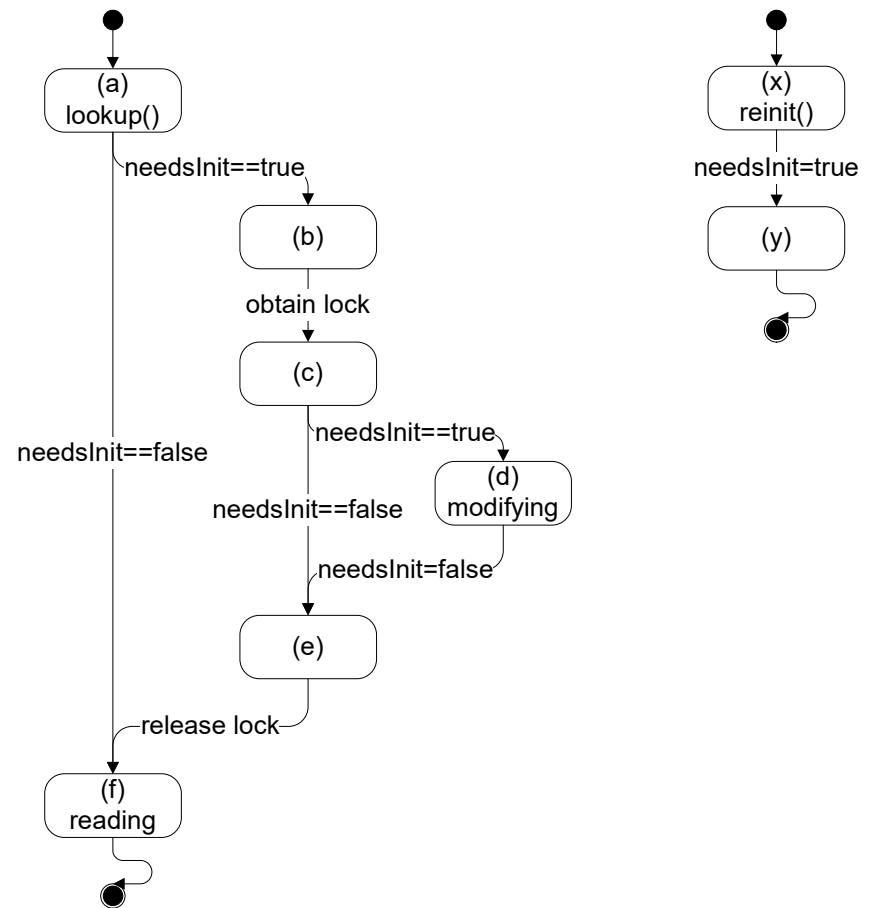 (a)
lookup()
needsInit==true
(b)
obtain lock
(c)
needsInit==true
needsInit==false
(d)
modifying
needsInit==false
needsInit=false
(e)
release lock
(f)
reading
(x)
reinit()
needsInit=true
(y)